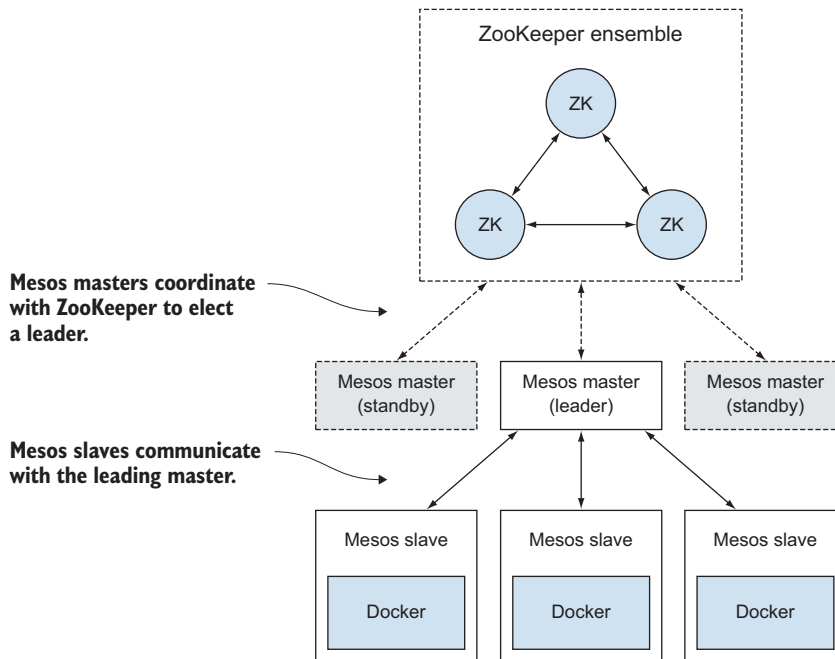 ZooKeeper ensemble
ZK
ZK
ZK
Mesos masters coordinate
with ZooKeeper to elect
a leader.
Mesos master
(standby)
Mesos master
(leader)
Mesos master
(standby)
Mesos slaves communicate
with the leading master.
Mesos slave
Mesos slave
Mesos slave
Docker
Docker
Docker